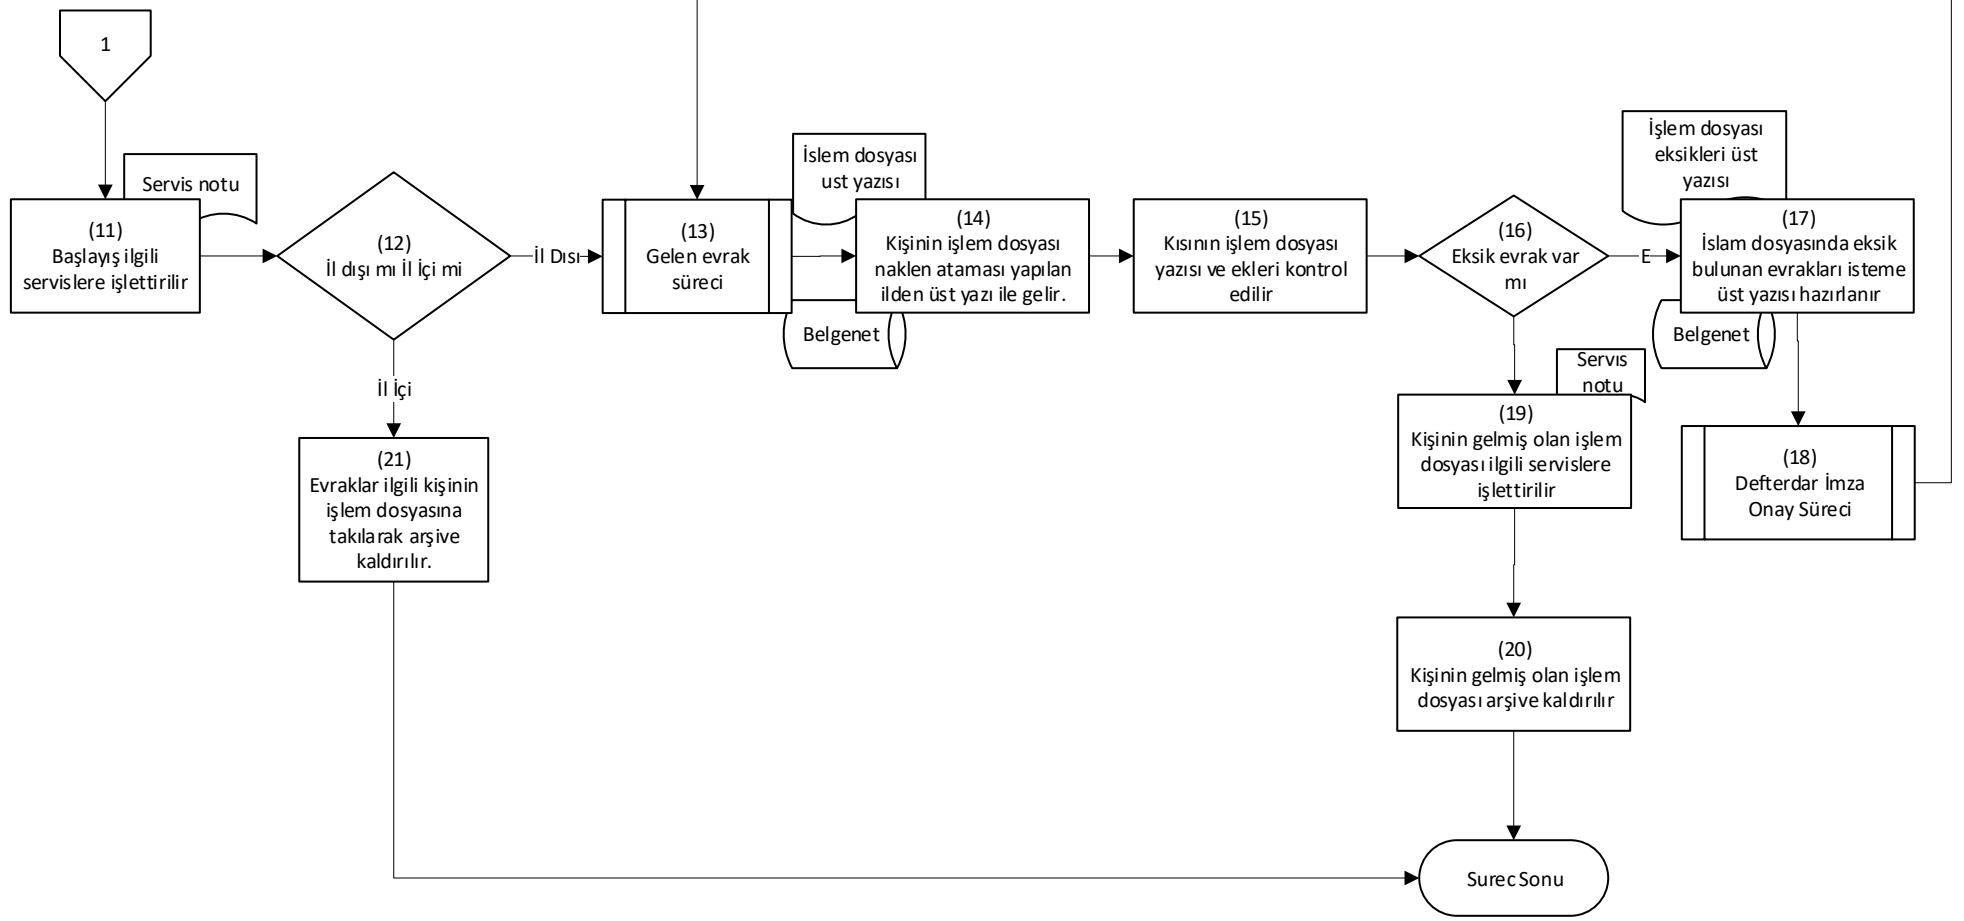 1
Servis notu
(11)
Başlayış ilgili
servislere işlettirilir
(12)
İl dışı mı İl İçi mi
İl Dısı
(13)
Gelen evrak
süreci
İslem dosyası
ust yazısı
(14)
Kişinin işlem dosyası
naklen ataması yapılan
ilden üst yazı ile gelir.
Belgenet
(15)
Kısının işlem dosyası
yazısı ve ekleri kontrol
edilir
(16)
Eksik evrak var
mı
E
İşlem dosyası
eksikleri üst
yazısı
(17)
İslam dosyasında eksik
bulunan evrakları isteme
üst yazısı hazırlanır
Belgenet
(18)
Defterdar İmza
Onay Süreci
Servıs
notu
(19)
Kişinin gelmiş olan işlem
dosyası ilgili servislere
işlettirilir
İl İçi
(21)
Evraklar ilgili kişinin
işlem dosyasına
takılarak arşive
kaldırılır.
(20)
Kişinin gelmiş olan işlem
dosyası arşive kaldırılır
Surec Sonu